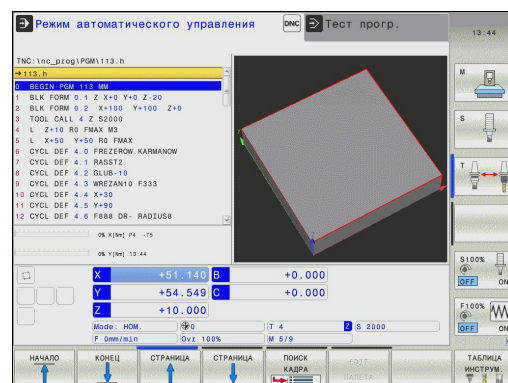 Режим автоматического управления
DNC
Тест прогр.
13:44
TNC:\nc_prog\PGM\113.h
→113.h
0 BEGIN PGM 113 MM
1 BLK FORM 0.1 Z X+0 Y+0 Z-20
2 BLK FORM 0.2 X+100 Y+100 Z+0
3 TOOL CALL 4 Z S2000
4 L Z+10 R0 FMAX M3
5 L X+50 Y+50 R0 FMAX
6 CYCL DEF 4.0 FREZEROW.KARMANOW
7 CYCL DEF 4.1 RASST2
8 CYCL DEF 4.2 GLUB-10
9 CYCL DEF 4.3 WREZAN10 F333
10 CYCL DEF 4.4 X+30
11 CYCL DEF 4.5 Y+90
12 CYCL DEF 4.6 F888 DR- RADIUS8
M
S
T
0% X[Nm] P4 -T5
0% Y[Nm] 13:44
X +51.140 B +0.000
Y +54.549 C +0.000
Z +10.000
Mode: НОМ. 0 T 4 Z S 2000
F 0mm/min Ovr 100% M 5/9
S100%
OFF ON
F100%
OFF ON
НАЧАЛО
КОНЕЦ
СТРАНИЦА
СТРАНИЦА
ПОИСК
КАДРА
EDIT
ПАЛЕТА
ТАБЛИЦА
ИНСТРУМ.